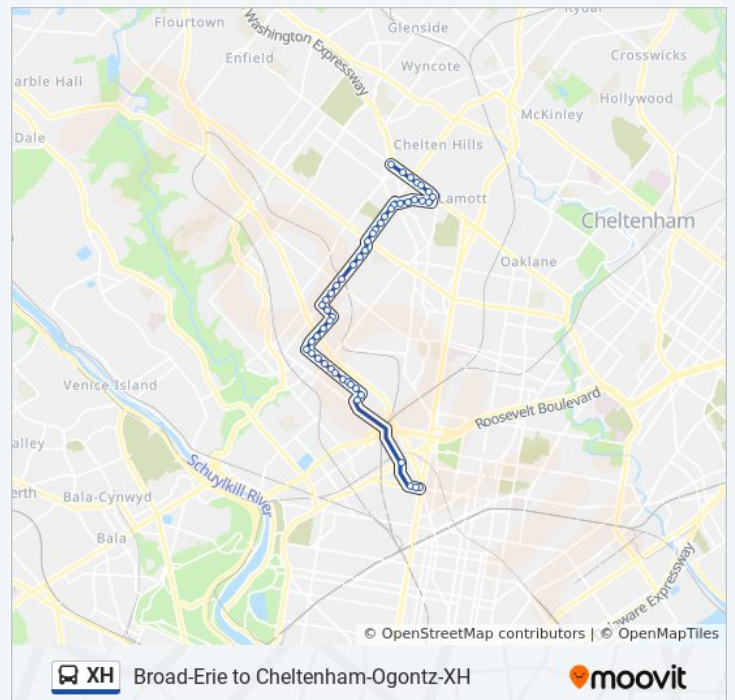 Flourtown
Washington Expressway
Glenside
Enfield
Wyncote
Crosswicks
arble Hall
Hollywood
McKinley
Dale
Chelten Hills
Lamott
Cheltenham
Oaklane
Venice Island
Roosevelt Boulevard
alley
Schuylkill River
erth
Bala-Cynwyd
Bala
aware Expressway
© OpenStreetMap contributors | © OpenMapTiles
XH Broad-Erie to Cheltenham-Ogontz-XH moovit